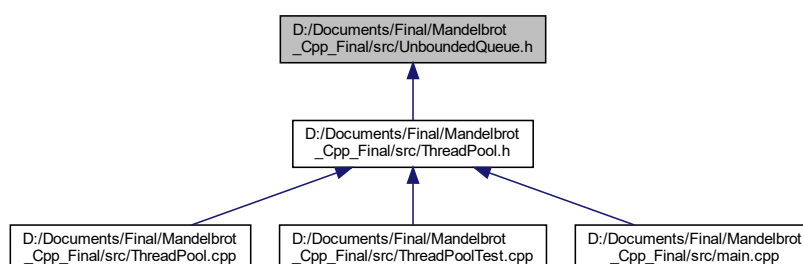 D:/Documents/Final/Mandelbrot
_Cpp_Final/src/UnboundedQueue.h
D:/Documents/Final/Mandelbrot
_Cpp_Final/src/ThreadPool.h
D:/Documents/Final/Mandelbrot
_Cpp_Final/src/ThreadPool.cpp
D:/Documents/Final/Mandelbrot
_Cpp_Final/src/ThreadPoolTest.cpp
D:/Documents/Final/Mandelbrot
_Cpp_Final/src/main.cpp